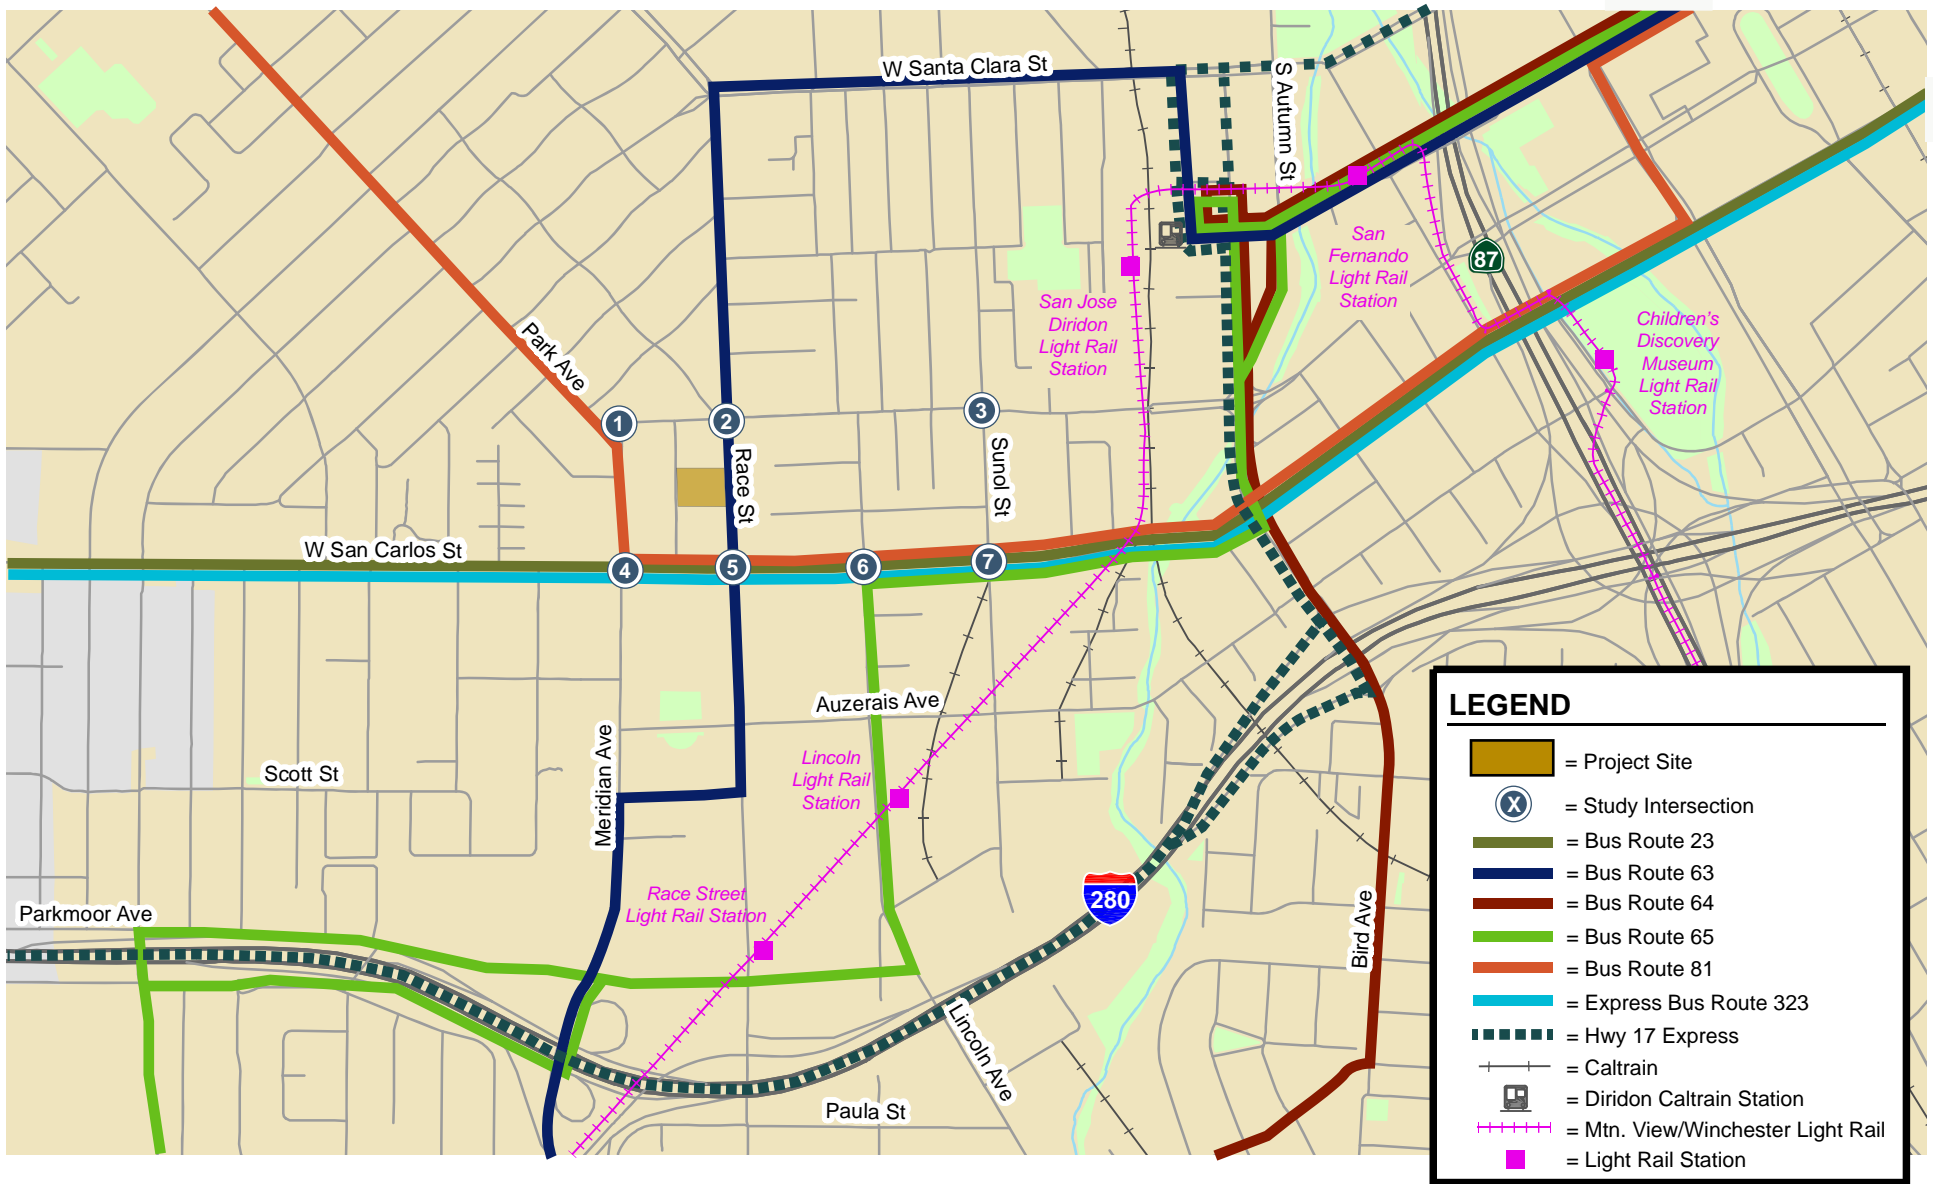 W Santa Clara St
S Autumn St
Park Ave
San
Fernando
Light Rail
Station
87
San Jose
Diridon
Light Rail
Station
Children's
Discovery
Museum
Light Rail
Station
1
2
3
Race St
Sunol St
W San Carlos St
4
5
6
7
Auzerais Ave
Meridian Ave
Scott St
Lincoln
Light Rail
Station
Race Street
Light Rail Station
Parkmoor Ave
280
Bird Ave
Lincoln Ave
Paula St
LEGEND
= Project Site
X = Study Intersection
= Bus Route 23
= Bus Route 63
= Bus Route 64
= Bus Route 65
= Bus Route 81
= Express Bus Route 323
= Hwy 17 Express
= Caltrain
= Diridon Caltrain Station
= Mtn. View/Winchester Light Rail
= Light Rail Station